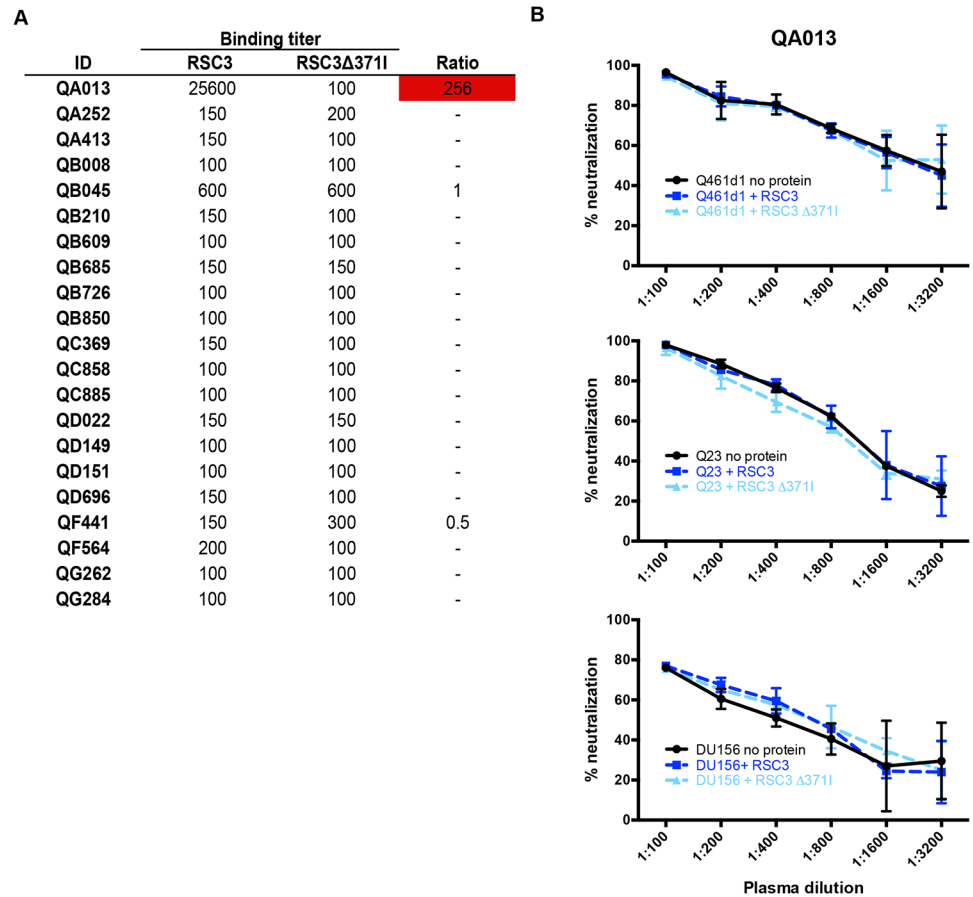 A
Binding titer
ID RSC3 RSC3Δ371I Ratio
QA013 25600 100 256
QA252 150 200 -
QA413 150 100 -
QB008 100 100 -
QB045 600 600 1
QB210 150 100 -
QB609 100 100 -
QB685 150 150 -
QB726 100 100 -
QB850 100 100 -
QC369 150 100 -
QC858 100 100 -
QC885 100 100 -
QD022 150 150 -
QD149 100 100 -
QD151 100 100 -
QD696 150 100 -
QF441 150 300 0.5
QF564 200 100 -
QG262 100 100 -
QG284 100 100 -
B
QA013
% neutralization
100
80
60
40
20
0
Q461d1 no protein
Q461d1 + RSC3
Q461d1 + RSC3 Δ371I
1:100 1:200 1:400 1:800 1:1600 1:3200
% neutralization
100
80
60
40
20
0
Q23 no protein
Q23 + RSC3
Q23 + RSC3 Δ371I
1:100 1:200 1:400 1:800 1:1600 1:3200
% neutralization
100
80
60
40
20
0
DU156 no protein
DU156+ RSC3
DU156 + RSC3 Δ371I
1:100 1:200 1:400 1:800 1:1600 1:3200
Plasma dilution